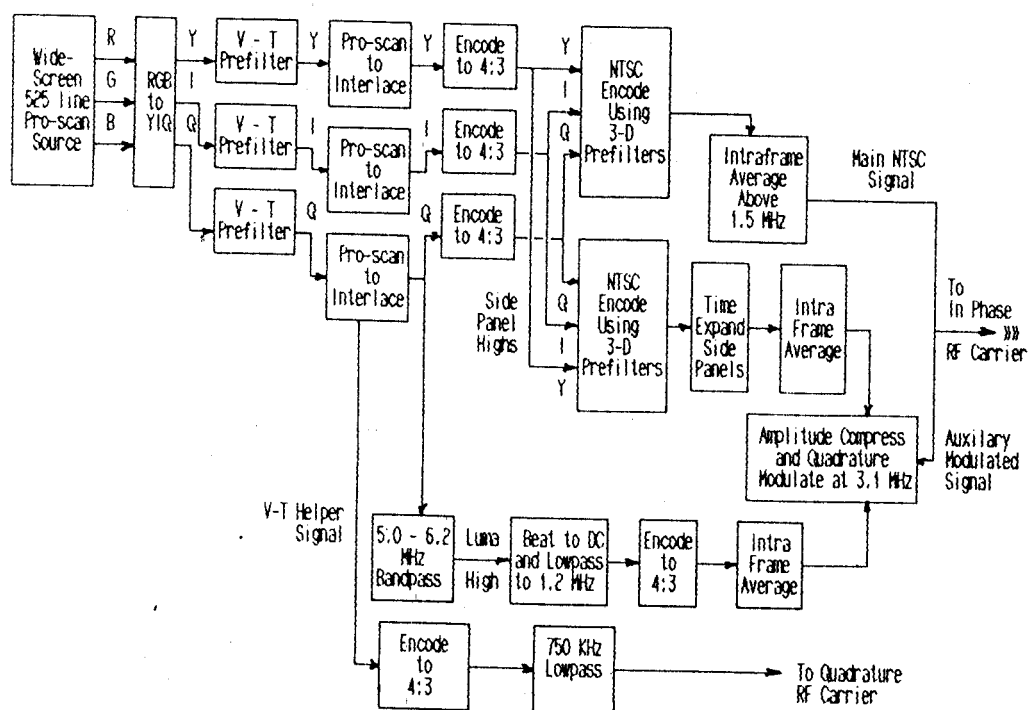 Wide-
Screen
525 line
Pro-scan
Source
R
G
B
RGB
to
YIQ
Y
I
Q
V - T
Prefilter
V - T
Prefilter
V - T
Prefilter
Y
I
Q
Pro-scan
to
Interlace
Pro-scan
to
Interlace
Pro-scan
to
Interlace
Y
I
Q
Encode
to 4:3
Encode
to 4:3
Encode
to 4:3
Y
I
Q
NTSC
Encode
Using
3-D
Prefilters
Intraframe
Average
Above
1.5 MHz
Main NTSC
Signal
Side
Panel
Highs
Q
I
Y
NTSC
Encode
Using
3-D
Prefilters
Time
Expand
Side
Panels
Intra
Frame
Average
To
In Phase
RF Carrier
Amplitude Compress
and Quadrature
Modulate at 3.1 MHz
Auxilary
Modulated
Signal
V-T Helper
Signal
5.0 - 6.2
MHz
Bandpass
Luma
High
Beat to DC
and Lowpass
to 1.2 MHz
Encode
to
4:3
Intra
Frame
Average
Encode
to
4:3
750 KHz
Lowpass
To Quadrature
RF Carrier